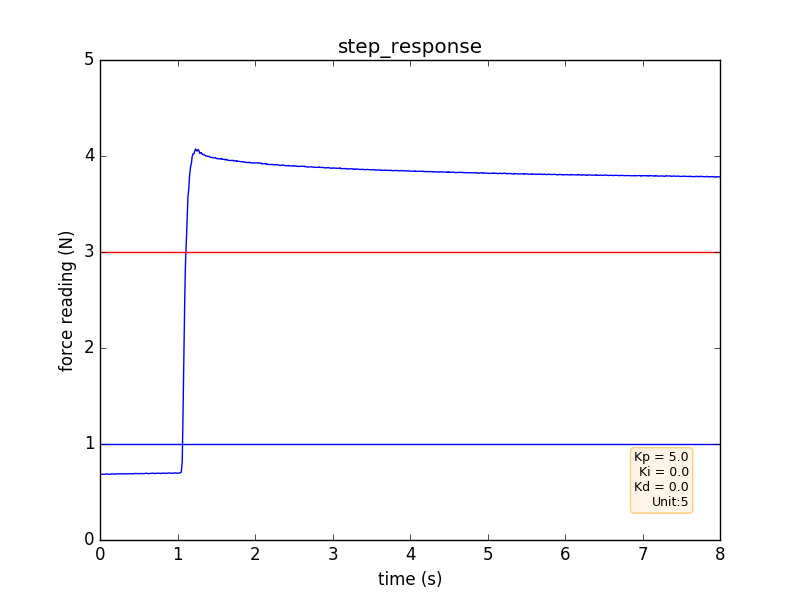 step_response
5
4
3
2
1
0
force reading (N)
Kp = 5.0
Ki = 0.0
Kd = 0.0
Unit:5
0 1 2 3 4 5 6 7 8
time (s)